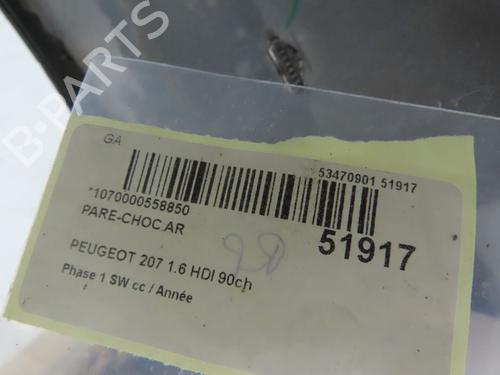 GA
53470901 51917
*1070000558850
PARE-CHOC AR
51917
PEUGEOT 207 1.6 HDI 90ch
Phase 1 SW cc / Année
B-PARTS